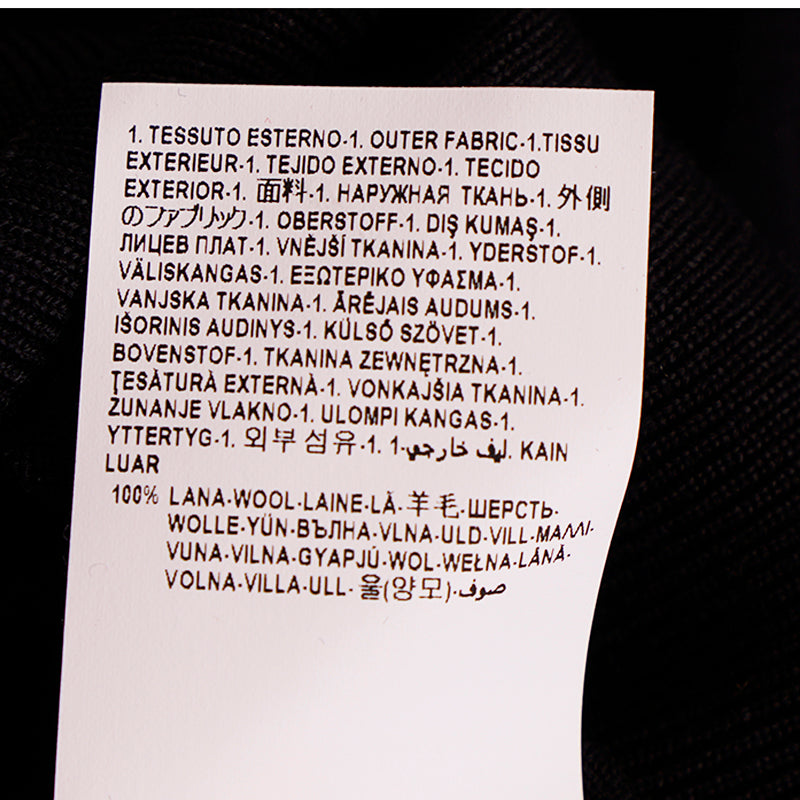 1. TESSUTO ESTERNO-1. OUTER FABRIC-1.TISSU
EXTERIEUR-1. TEJIDO EXTERNO-1. TECIDO
EXTERIOR-1. 面料-1. НАРУЖНАЯ ТКАНЬ-1. 外側
のファブリック-1. OBERSTOFF-1. DIŞ KUMAŞ-1.
ЛИЦЕВ ПЛАТ-1. VNĚJŠÍ TKANINA-1. YDERSTOF-1.
VÄLISKANGAS-1. ΕΞΩΤΕΡΙΚΟ ΥΦΑΣΜΑ-1.
VANJSKA TKANINA-1. ĀRĒJAIS AUDUMS-1.
IŠORINIS AUDINYS-1. KÜLSŐ SZÖVET-1.
BOVENSTOF-1. TKANINA ZEWNĘTRZNA-1.
ŢESĂTURĂ EXTERNĂ-1. VONKAJŠIA TKANINA-1.
ZUNANJE VLAKNO-1. ULOMPI KANGAS-1.
YTTERTYG-1. 외부 섬유-1. 1-ليف خارجي. KAIN
LUAR
100% LANA-WOOL-LAINE-LÃ-羊毛-ШЕРСТЬ-
WOLLE-YÜN-ВЪЛНА-VLNA-ULD-VILL-ΜΑΛΛΙ-
VUNA-VILNA-GYAPJÚ-WOL-WEŁNA-LÂNĂ-
VOLNA-VILLA-ULL-울(양모)-صوف